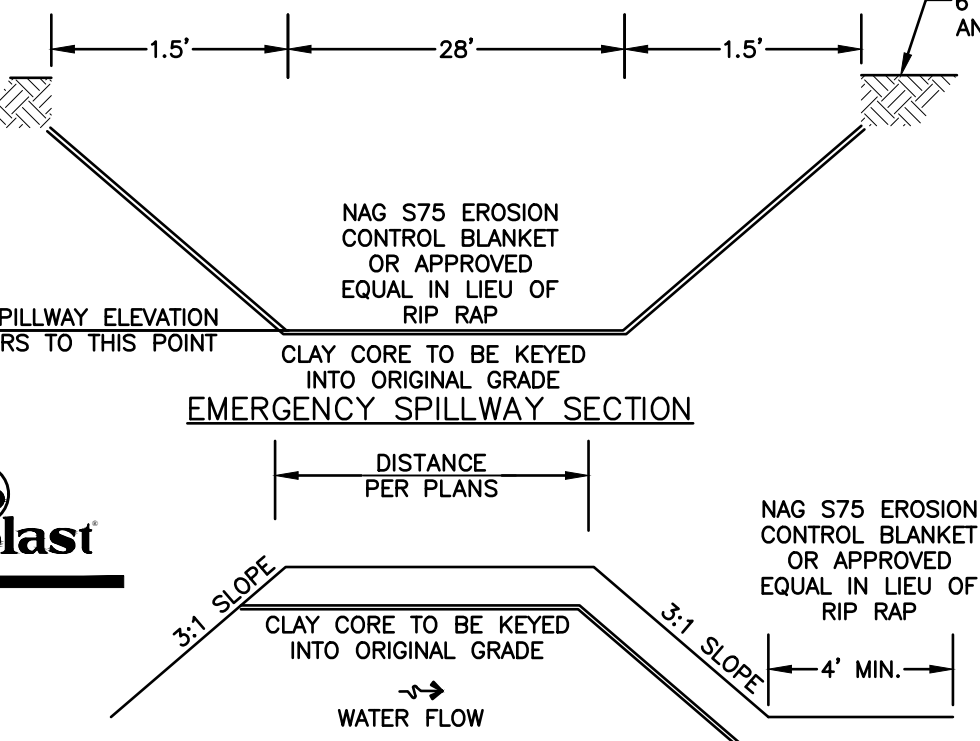 6
AN
1.5'
28'
1.5'
NAG S75 EROSION
CONTROL BLANKET
OR APPROVED
EQUAL IN LIEU OF
RIP RAP
PILLWAY ELEVATION
RS TO THIS POINT
CLAY CORE TO BE KEYED
INTO ORIGINAL GRADE
EMERGENCY SPILLWAY SECTION
DISTANCE
PER PLANS
last
NAG S75 EROSION
CONTROL BLANKET
OR APPROVED
EQUAL IN LIEU OF
RIP RAP
3:1 SLOPE
CLAY CORE TO BE KEYED
INTO ORIGINAL GRADE
3:1 SLOPE
4' MIN.
WATER FLOW